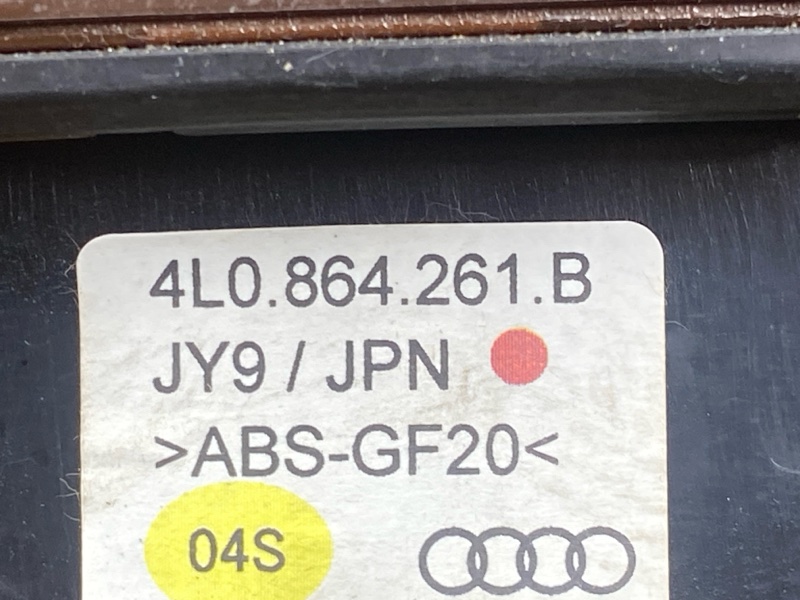 4L0.864.261.B
JY9 / JPN
>ABS-GF20<
04S